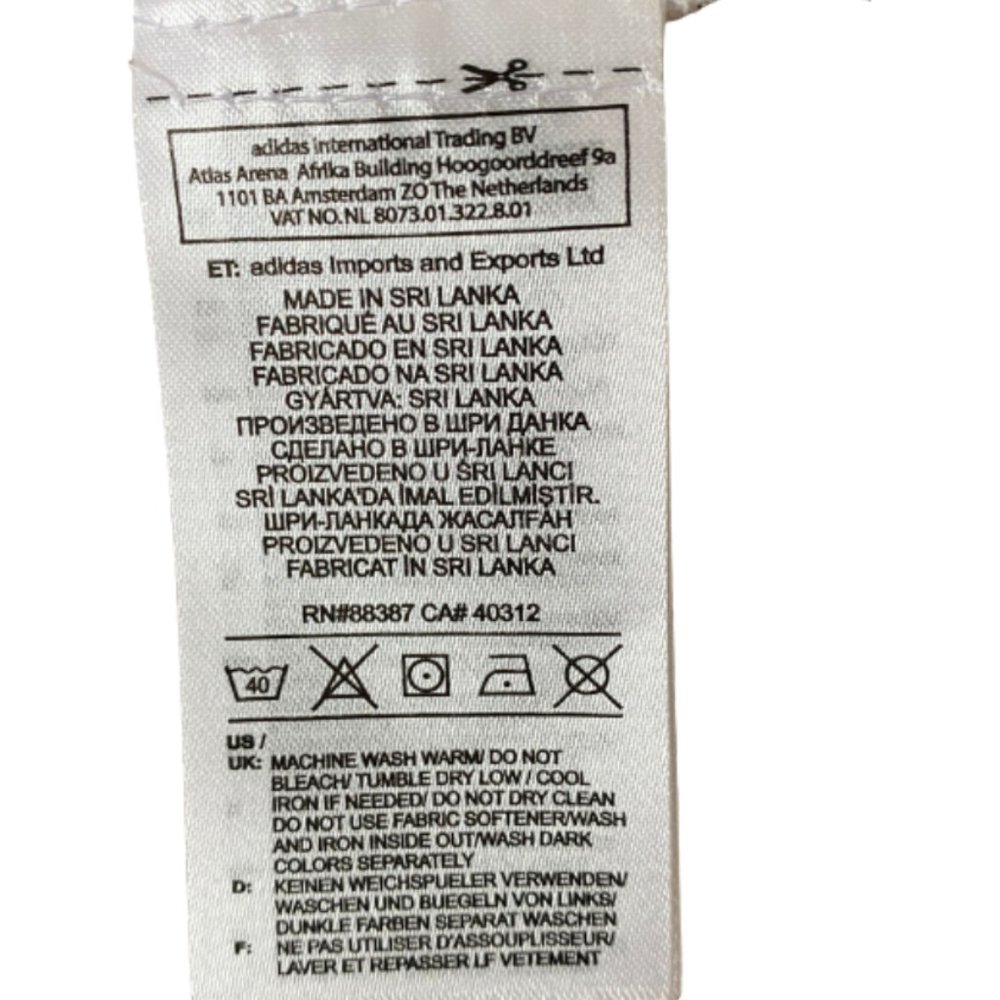 adidas international Trading BV
Atlas Arena Afrika Building Hoogoorddreef 9a
1101 BA Amsterdam ZO The Netherlands
VAT NO. NL 8073.01.322.8.01
ET: adidas Imports and Exports Ltd
MADE IN SRI LANKA
FABRIQUÉ AU SRI LANKA
FABRICADO EN SRI LANKA
FABRICADO NA SRI LANKA
GYÁRTVA: SRI LANKA
ПРОИЗВЕДЕНО В ШРИ ДАНКА
СДЕЛАНО В ШРИ-ЛАНКЕ
PROIZVEDENO U SRI LANCI
SRİ LANKA'DA İMAL EDİLMİŞTİR.
ШРИ-ЛАНКАДА ЖАСАЛҒАН
PROIZVEDENO U SRI LANCI
FABRICAT ÎN SRI LANKA
RN#88387 CA# 40312
40
US /
UK: MACHINE WASH WARM/ DO NOT
BLEACH/ TUMBLE DRY LOW / COOL
IRON IF NEEDED/ DO NOT DRY CLEAN
DO NOT USE FABRIC SOFTENER/WASH
AND IRON INSIDE OUT/WASH DARK
COLORS SEPARATELY
D: KEINEN WEICHSPUELER VERWENDEN/
WASCHEN UND BUEGELN VON LINKS/
DUNKLE FARBEN SEPARAT WASCHEN
F: NE PAS UTILISER D'ASSOUPLISSEUR/
LAVER ET REPASSER LE VETEMENT